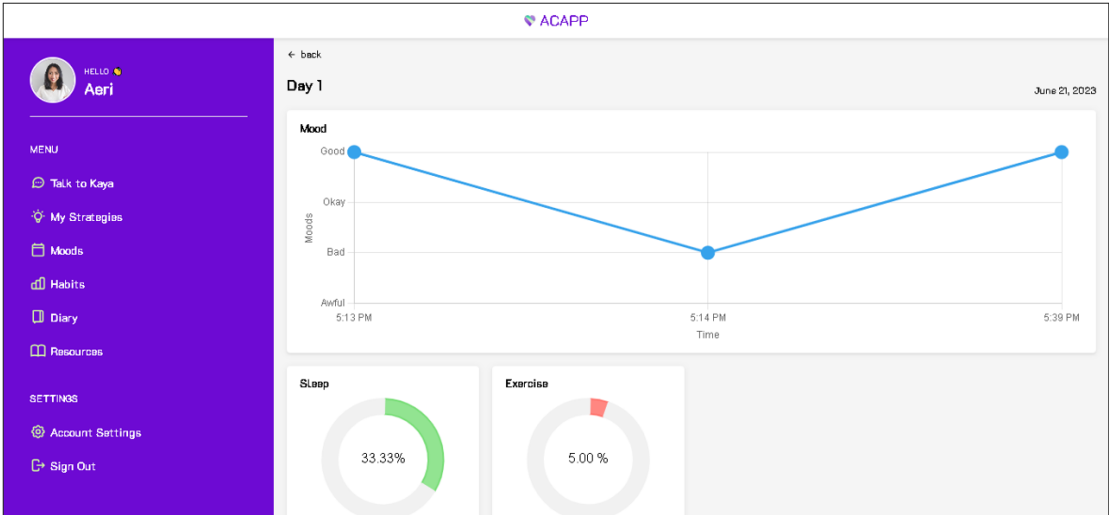 ACAPP
HELLO 👋
Aeri
MENU
Talk to Kaya
My Strategies
Moods
Habits
Diary
Resources
SETTINGS
Account Settings
Sign Out
← back
Day 1
June 21, 2023
Mood
Moods
Good
Okay
Bad
Awful
5:13 PM
5:14 PM
5:39 PM
Time
Sleep
33.33%
Exercise
5.00 %